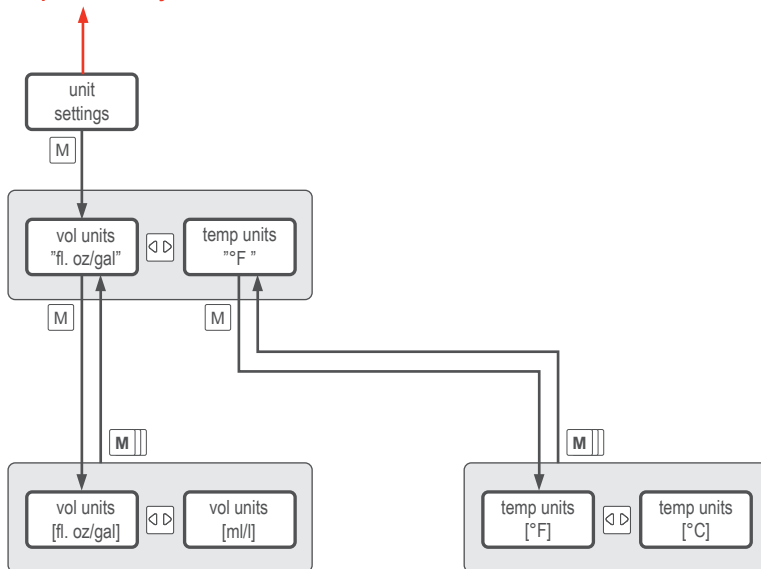 unit
settings
M
vol units
"fl. oz/gal"
temp units
"°F "
M
M
M
M
vol units
[fl. oz/gal]
vol units
[ml/l]
temp units
[°F]
temp units
[°C]